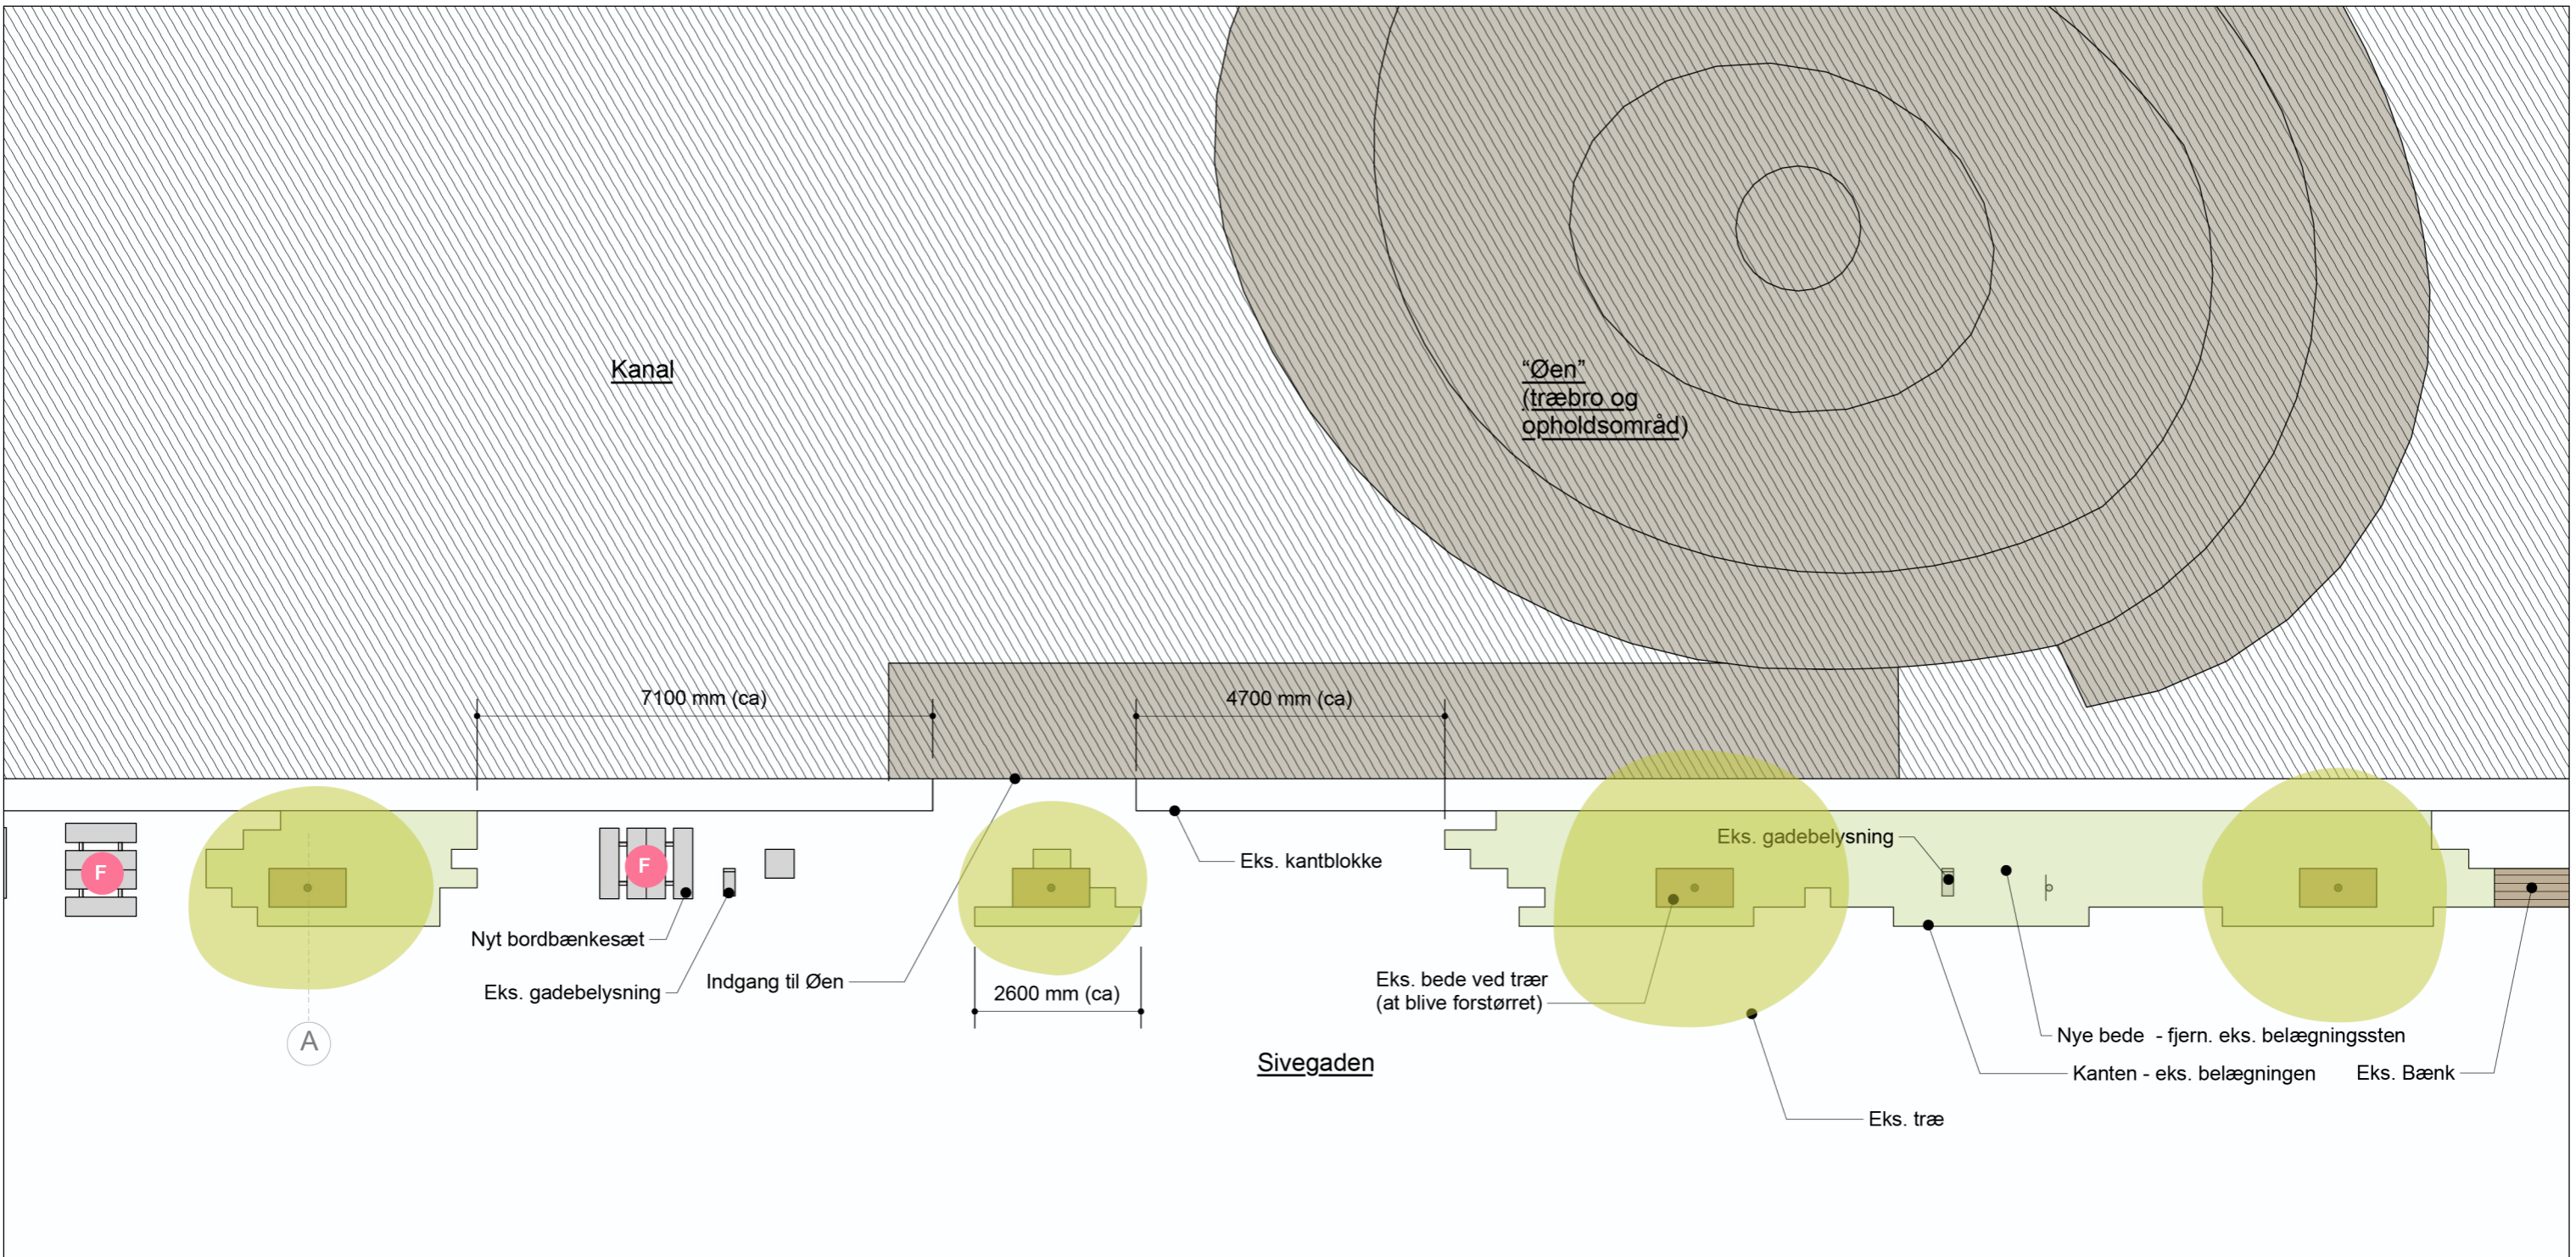 Kanal
“Øen”
(træbro og
opholdsområd)
7100 mm (ca)
4700 mm (ca)
Eks. gadebelysning
Eks. kantblokke
F
F
Nyt bordbænkesæt
Indgang til Øen
Eks. gadebelysning
2600 mm (ca)
Eks. bede ved trær
(at blive forstørret)
A
Sivegaden
Nye bede - fjern. eks. belægningssten
Kanten - eks. belægningen
Eks. Bænk
Eks. træ